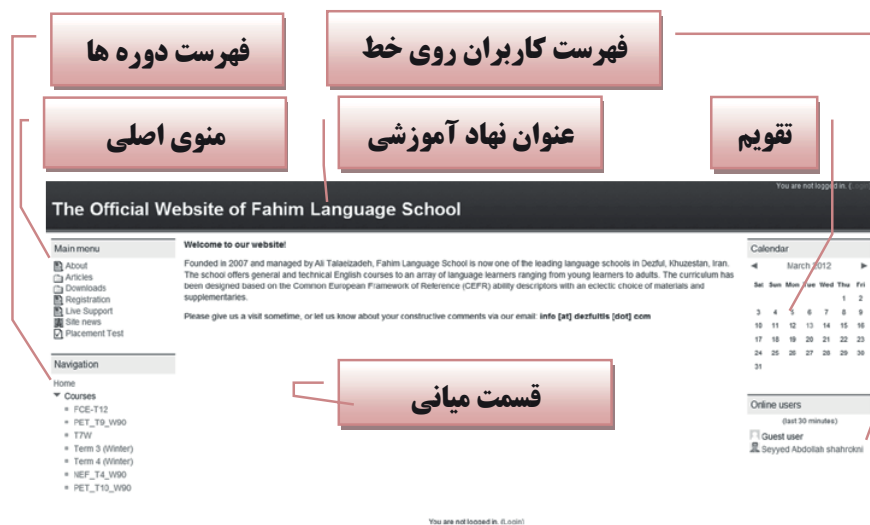 فهرست دوره ها
فهرست کاربران روی خط
منوی اصلی
عنوان نهاد آموزشی
تقویم
You are not logged in. (Login)
The Official Website of Fahim Language School
Main menu
About
Articles
Downloads
Registration
Live Support
Site news
Placement Test
Navigation
Home
Courses
FCE-T12
PET_T9_W90
T7W
Term 3 (Winter)
Term 4 (Winter)
NEF_T4_W90
PET_T10_W90
Welcome to our website!
Founded in 2007 and managed by Ali Talaeizadeh, Fahim Language School is now one of the leading language schools in Dezful, Khuzestan, Iran.
The school offers general and technical English courses to an array of language learners ranging from young learners to adults. The curriculum has
been designed based on the Common European Framework of Reference (CEFR) ability descriptors with an eclectic choice of materials and
supplementaries.
Please give us a visit sometime, or let us know about your constructive comments via our email: info [at] dezfultis [dot] com
قسمت میانی
Calendar
March 2012
Sat Sun Mon Tue Wed Thu Fri
1 2
3 4 5 6 7 8 9
10 11 12 13 14 15 16
17 18 19 20 21 22 23
24 25 26 27 28 29 30
31
Online users
(last 30 minutes)
Guest user
Seyyed Abdollah shahrokni
You are not logged in. (Login)